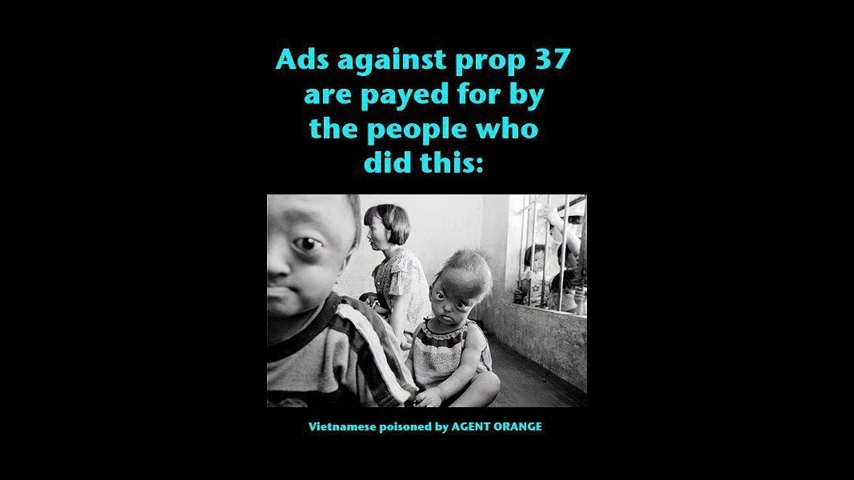 Ads against prop 37
are payed for by
the people who
did this:
Vietnamese poisoned by AGENT ORANGE